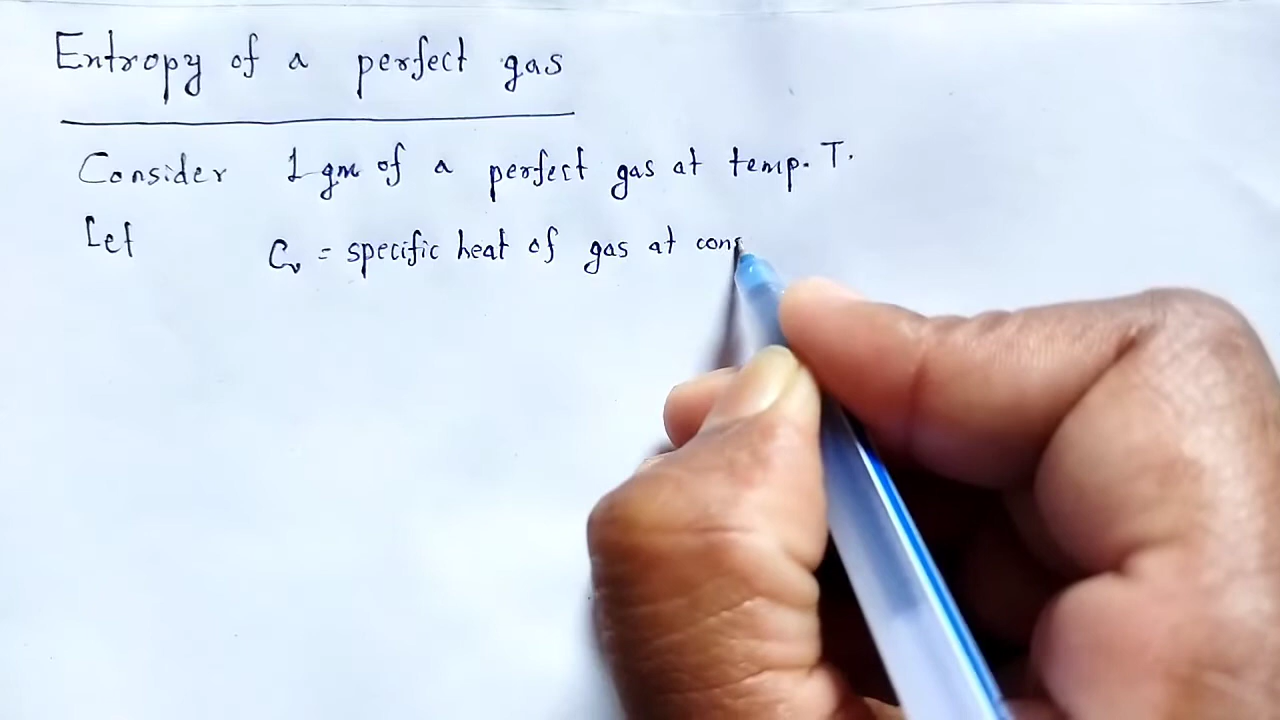 Entropy of a perfect gas
Consider 1 gm of a perfect gas at temp. T.
Let Cv = specific heat of gas at cons